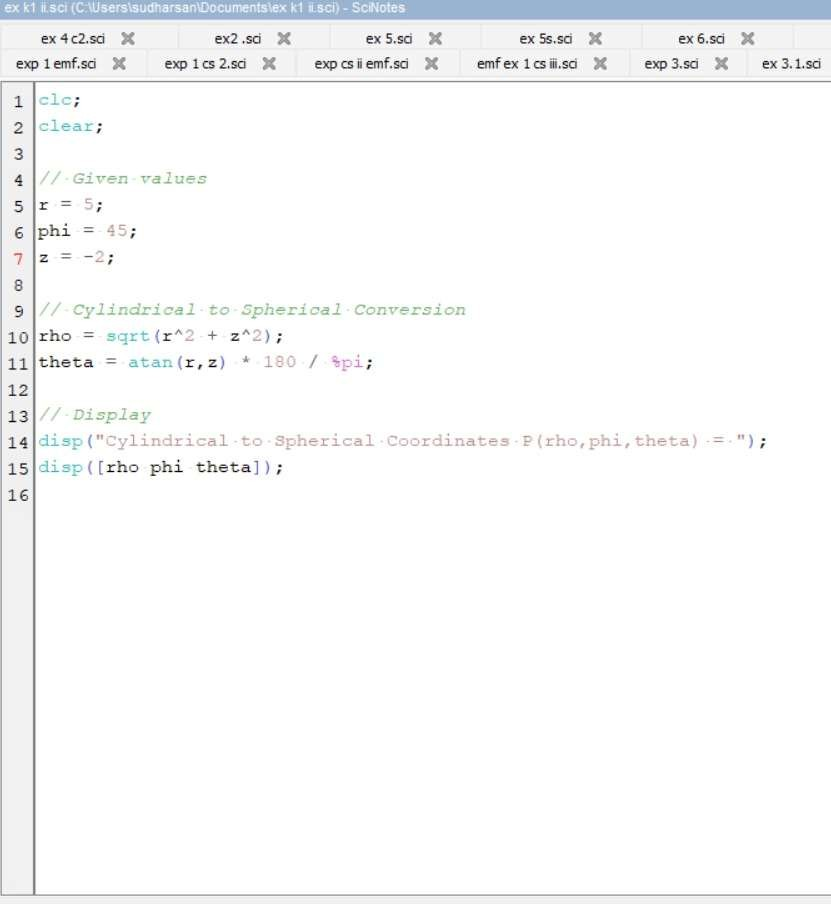 ex k1 ii.sci (C:\Users\sudharsan\Documents\ex k1 ii.sci) - SciNotes
ex 4 c2.sci ex2 .sci ex 5.sci ex 5s.sci ex 6.sci
exp 1 emf.sci exp 1 cs 2.sci exp cs ii emf.sci emf ex 1 cs iii.sci exp 3.sci ex 3.1.sci
1 clc;
2 clear;
3
4 // Given values
5 r = 5;
6 phi = 45;
7 z = -2;
8
9 // Cylindrical to Spherical Conversion
10 rho = sqrt(r^2 + z^2);
11 theta = atan(r,z) * 180 / %pi;
12
13 // Display
14 disp("Cylindrical to Spherical Coordinates P(rho,phi,theta) = ");
15 disp([rho phi theta]);
16